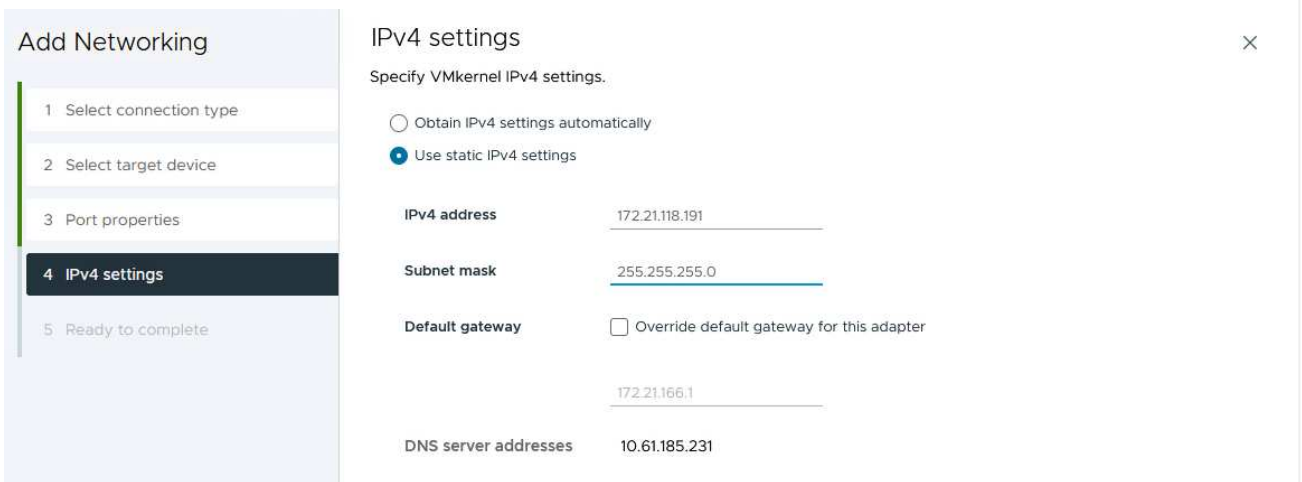 Add Networking
1 Select connection type
2 Select target device
3 Port properties
4 IPv4 settings
5 Ready to complete
IPv4 settings
Specify VMkernel IPv4 settings.
Obtain IPv4 settings automatically
Use static IPv4 settings
IPv4 address 172.21.118.191
Subnet mask 255.255.255.0
Default gateway Override default gateway for this adapter
172.21.166.1
DNS server addresses 10.61.185.231